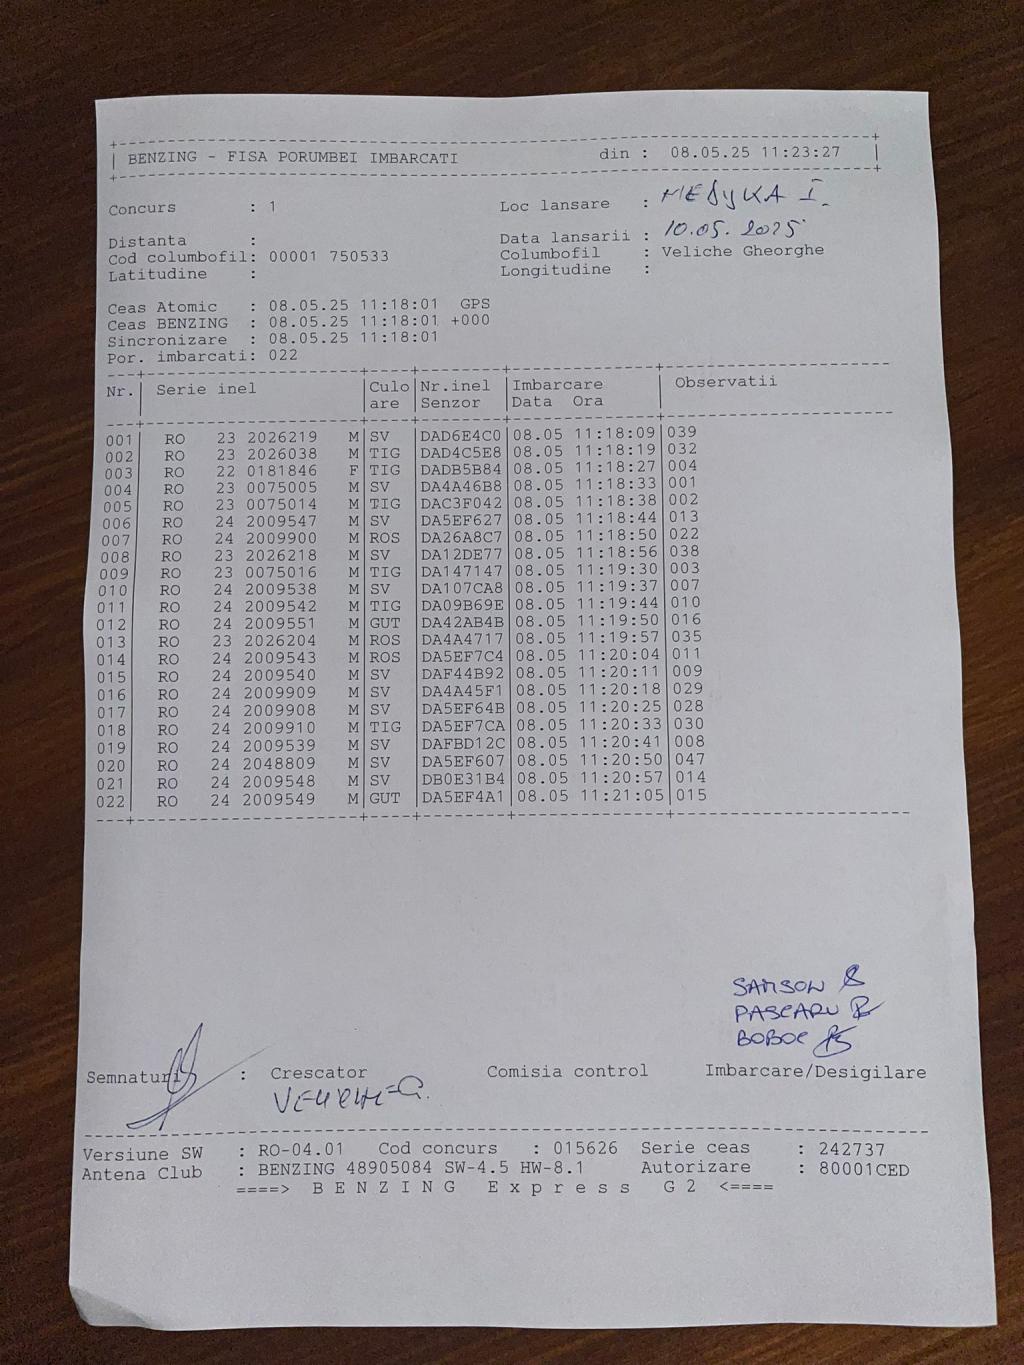 BENZING - FISA PORUMBEI IMBARCATI din : 08.05.25 11:23:27
Concurs : 1 Loc lansare : MEDYKA I.
Distanta : Data lansarii : 10.05.2025
Cod columbofil: 00001 750533 Columbofil : Veliche Gheorghe
Latitudine : Longitudine :
Ceas Atomic : 08.05.25 11:18:01 GPS
Ceas BENZING : 08.05.25 11:18:01 +000
Sincronizare : 08.05.25 11:18:01
Por. imbarcati: 022
Nr. Serie inel Culo Nr.inel Imbarcare Observatii
are Senzor Data Ora
001 RO 23 2026219 M SV DAD6E4C0 08.05 11:18:09 039
002 RO 23 2026038 M TIG DAD4C5E8 08.05 11:18:19 032
003 RO 22 0181846 F TIG DADB5B84 08.05 11:18:27 004
004 RO 23 0075005 M SV DA4A46B8 08.05 11:18:33 001
005 RO 23 0075014 M TIG DAC3F042 08.05 11:18:38 002
006 RO 24 2009547 M SV DA5EF627 08.05 11:18:44 013
007 RO 24 2009900 M ROS DA26A8C7 08.05 11:18:50 022
008 RO 23 2026218 M SV DA12DE77 08.05 11:18:56 038
009 RO 23 0075016 M TIG DA147147 08.05 11:19:30 003
010 RO 24 2009538 M SV DA107CA8 08.05 11:19:37 007
011 RO 24 2009542 M TIG DA09B69E 08.05 11:19:44 010
012 RO 24 2009551 M GUT DA42AB4B 08.05 11:19:50 016
013 RO 23 2026204 M ROS DA4A4717 08.05 11:19:57 035
014 RO 24 2009543 M ROS DA5EF7C4 08.05 11:20:04 011
015 RO 24 2009540 M SV DAF44B92 08.05 11:20:11 009
016 RO 24 2009909 M SV DA4A45F1 08.05 11:20:18 029
017 RO 24 2009908 M SV DA5EF64B 08.05 11:20:25 028
018 RO 24 2009910 M TIG DA5EF7CA 08.05 11:20:33 030
019 RO 24 2009539 M SV DAFBD12C 08.05 11:20:41 008
020 RO 24 2048809 M SV DA5EF607 08.05 11:20:50 047
021 RO 24 2009548 M SV DB0E31B4 08.05 11:20:57 014
022 RO 24 2009549 M GUT DA5EF4A1 08.05 11:21:05 015
SAMSON
PASCARU
BOBOC
Semnaturi : Crescator Comisia control Imbarcare/Desigilare
Versiune SW : RO-04.01 Cod concurs : 015626 Serie ceas : 242737
Antena Club : BENZING 48905084 SW-4.5 HW-8.1 Autorizare : 80001CED
====> B E N Z I N G E x p r e s s G 2 <====